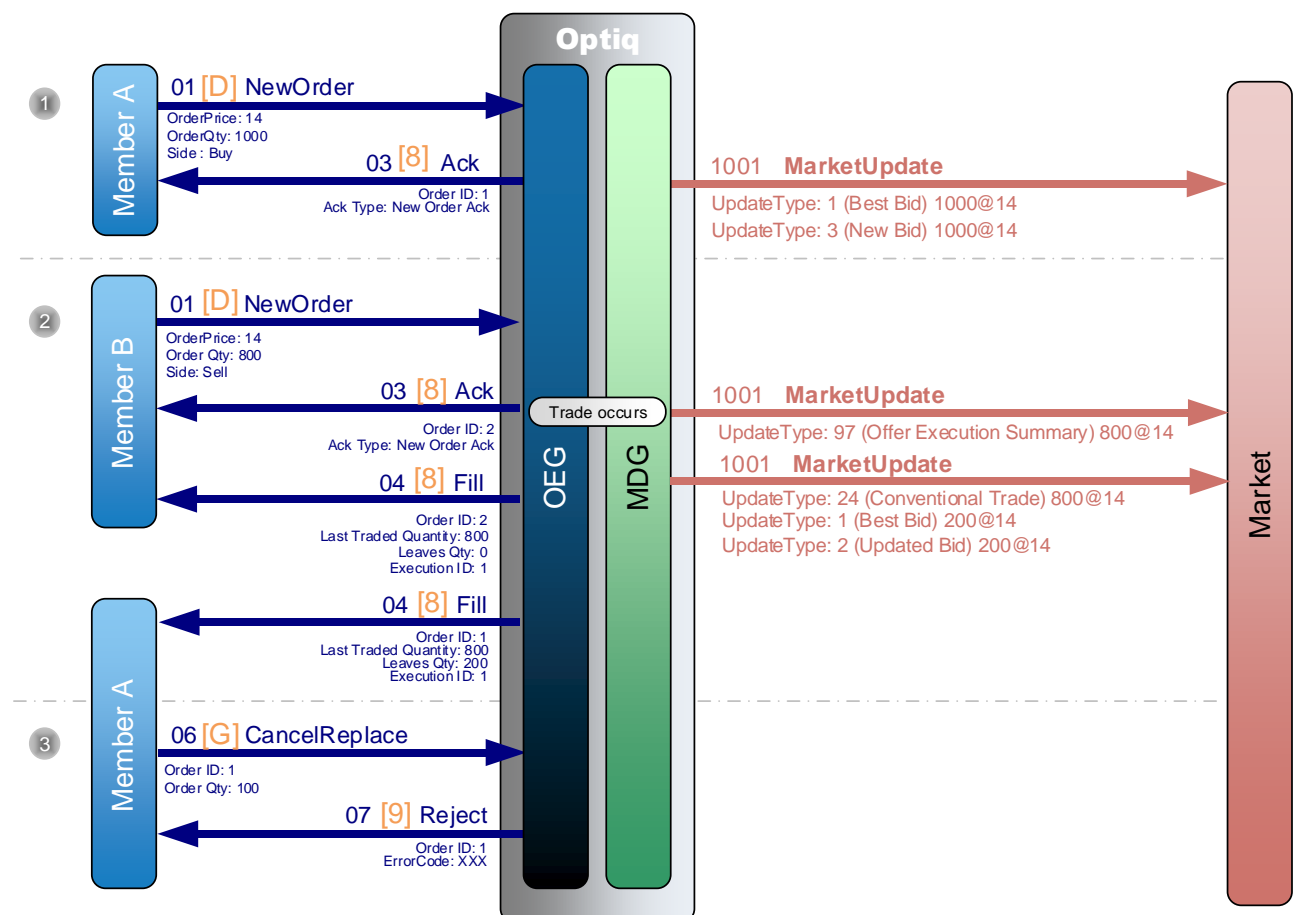 Optiq
1
Member A
01 [D] NewOrder
OrderPrice: 14
OrderQty: 1000
Side : Buy
03 [8] Ack
Order ID: 1
Ack Type: New Order Ack
1001 MarketUpdate
UpdateType: 1 (Best Bid) 1000@14
UpdateType: 3 (New Bid) 1000@14
2
Member B
01 [D] NewOrder
OrderPrice: 14
Order Qty: 800
Side: Sell
03 [8] Ack
Order ID: 2
Ack Type: New Order Ack
Trade occurs
1001 MarketUpdate
UpdateType: 97 (Offer Execution Summary) 800@14
1001 MarketUpdate
UpdateType: 24 (Conventional Trade) 800@14
UpdateType: 1 (Best Bid) 200@14
UpdateType: 2 (Updated Bid) 200@14
OEG
MDG
Market
04 [8] Fill
Order ID: 2
Last Traded Quantity: 800
Leaves Qty: 0
Execution ID: 1
04 [8] Fill
Order ID: 1
Last Traded Quantity: 800
Leaves Qty: 200
Execution ID: 1
3
Member A
06 [G] CancelReplace
Order ID: 1
Order Qty: 100
07 [9] Reject
Order ID: 1
ErrorCode: XXX